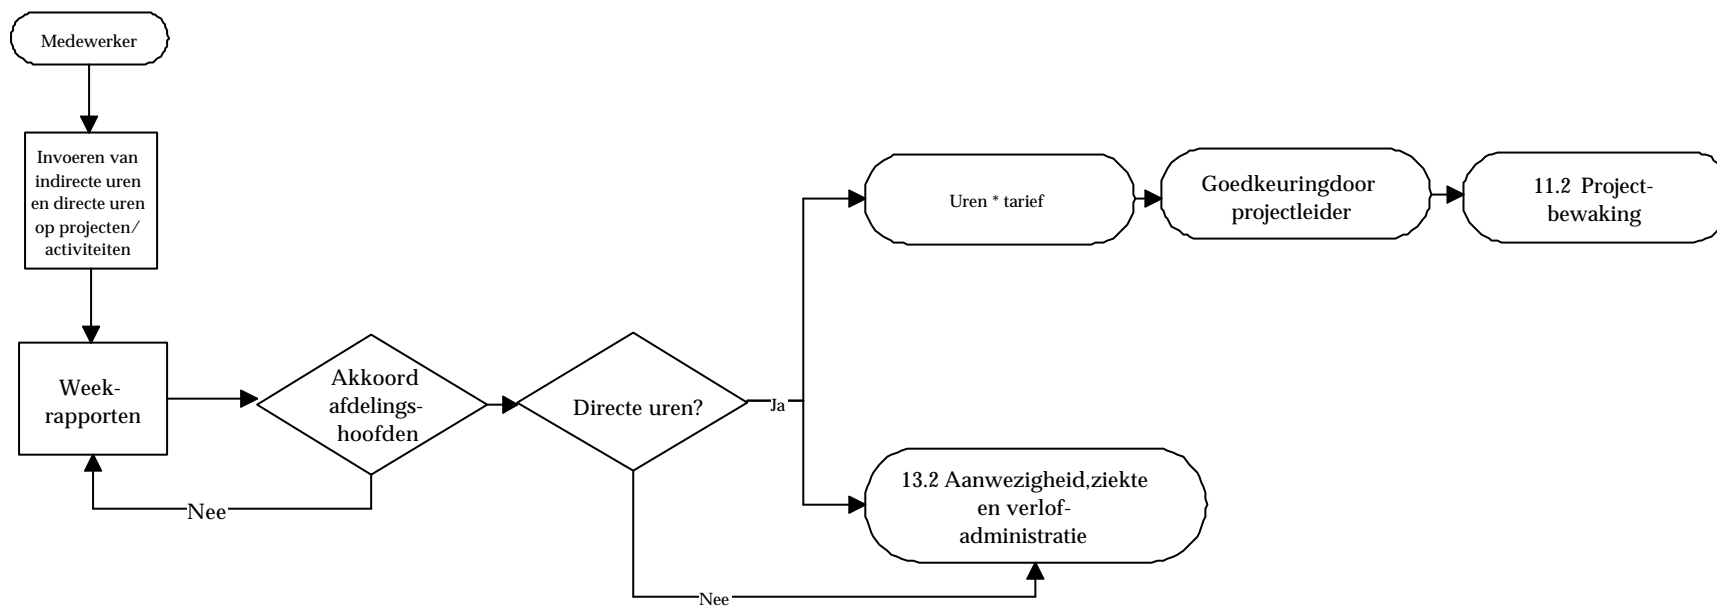 Medewerker
Invoeren van
indirecte uren
en directe uren
op projecten/
activiteiten
Week-
rapporten
Akkoord
afdelings-
hoofden
Nee
Directe uren?
Ja
Nee
Uren * tarief
Goedkeuringdoor
projectleider
11.2 Project-
bewaking
13.2 Aanwezigheid,ziekte
en verlof-
administratie